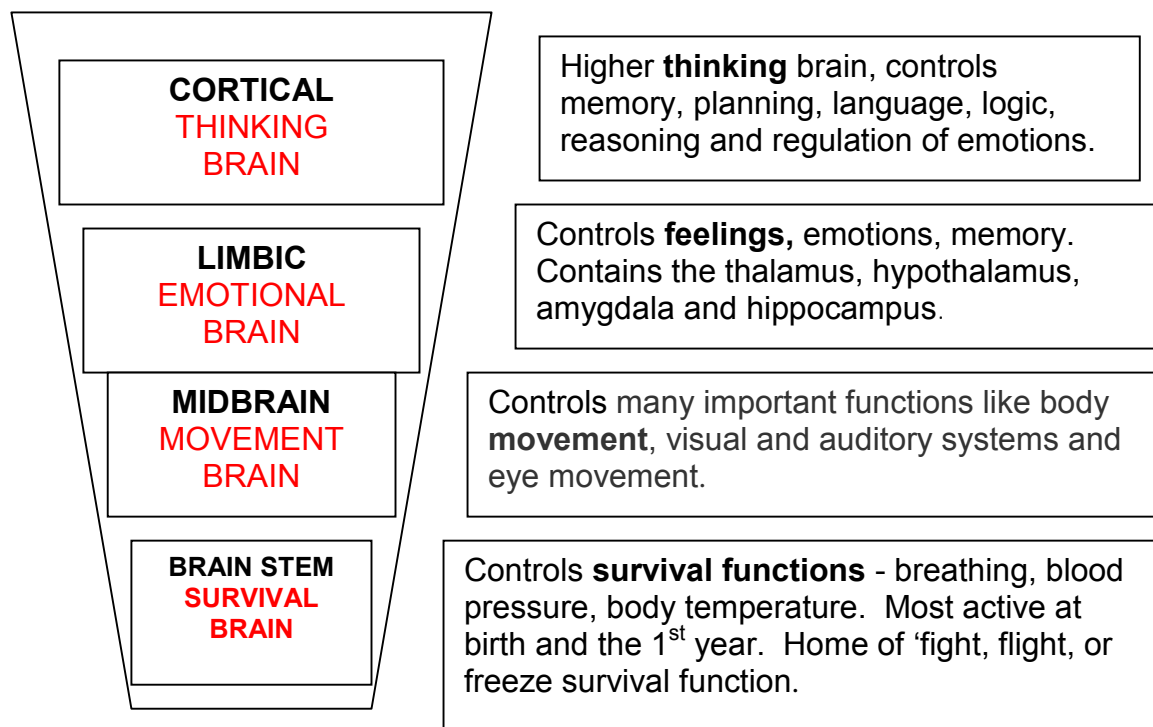 CORTICAL
THINKING
BRAIN
Higher thinking brain, controls
memory, planning, language, logic,
reasoning and regulation of emotions.
LIMBIC
EMOTIONAL
BRAIN
Controls feelings, emotions, memory.
Contains the thalamus, hypothalamus,
amygdala and hippocampus.
MIDBRAIN
MOVEMENT
BRAIN
Controls many important functions like body
movement, visual and auditory systems and
eye movement.
BRAIN STEM
SURVIVAL
BRAIN
Controls survival functions - breathing, blood
pressure, body temperature.  Most active at
birth and the 1st year.  Home of ‘fight, flight, or
freeze survival function.